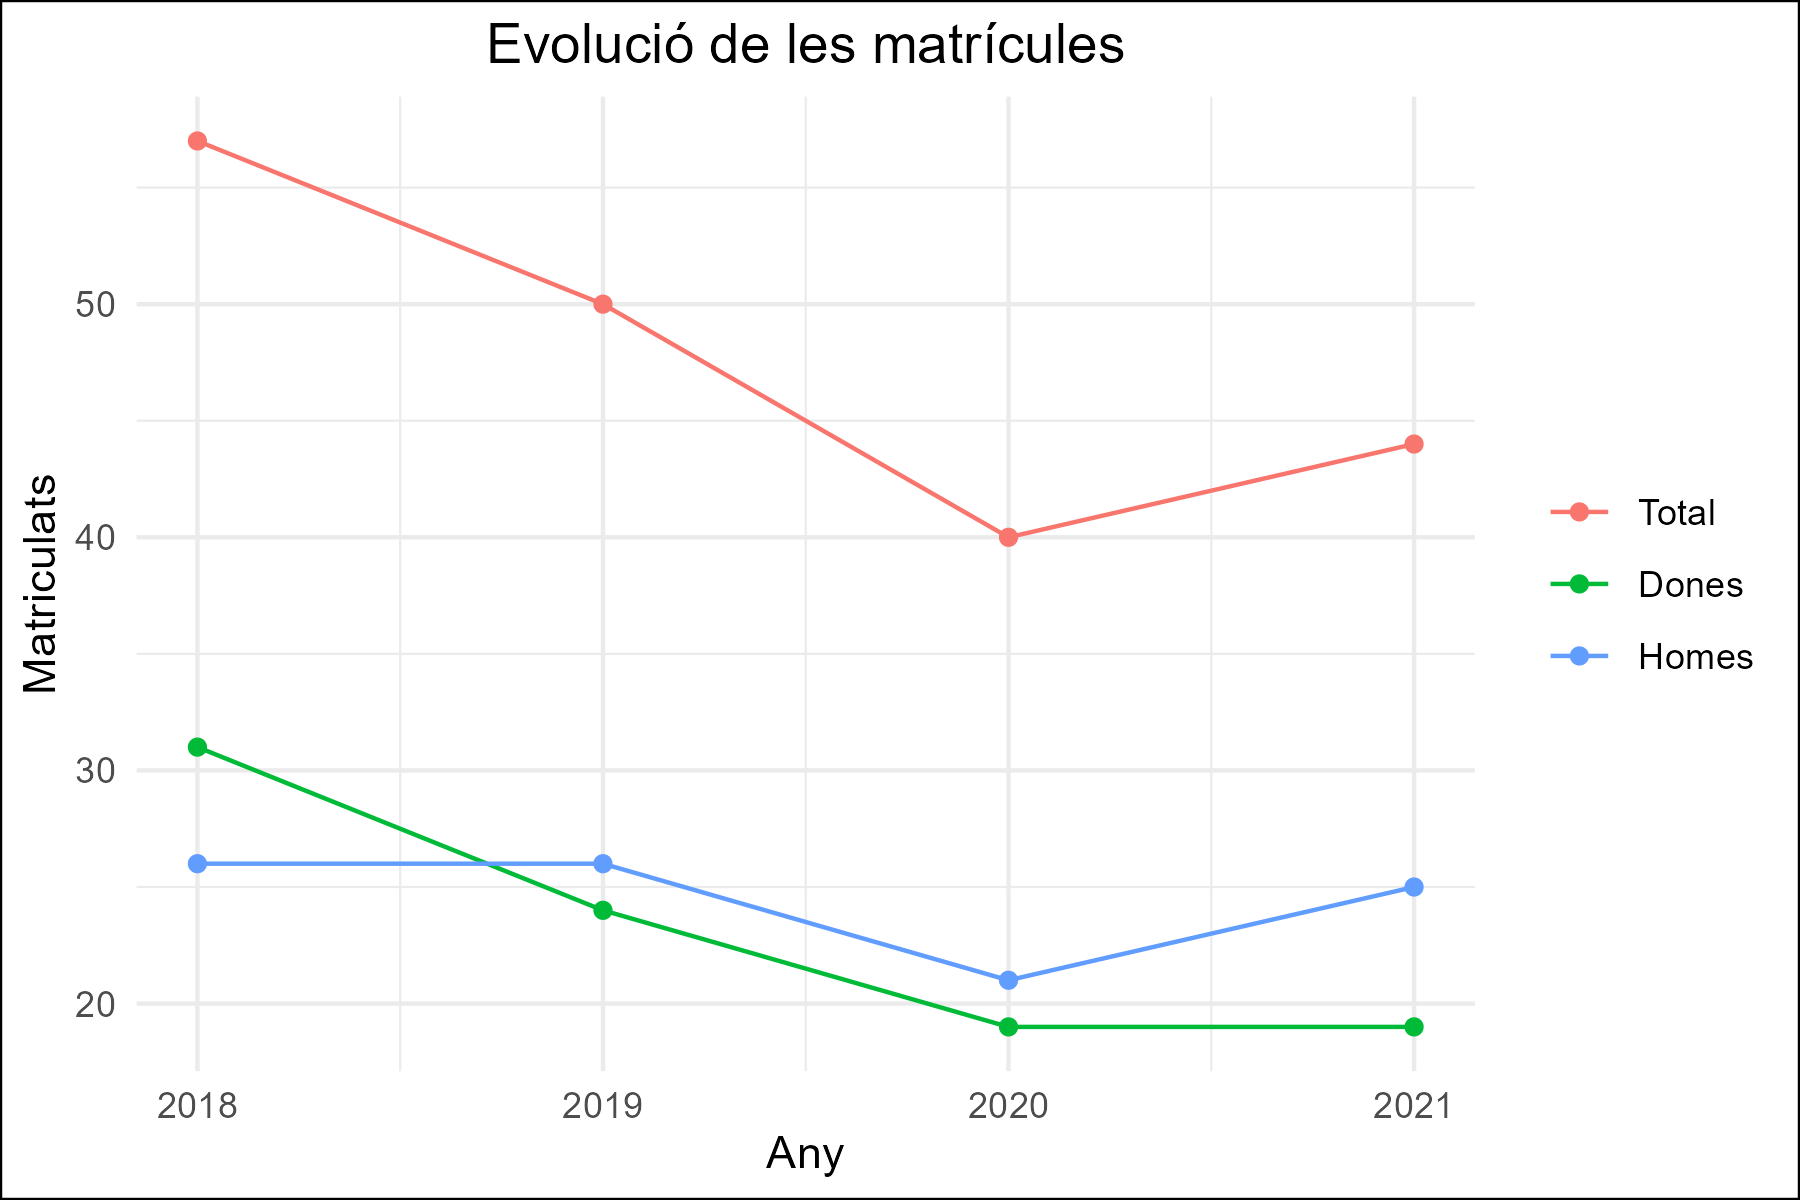 Evolució de les matrícules
Matriculats
50
40
30
20
2018
2019
2020
2021
Any
Total
Dones
Homes